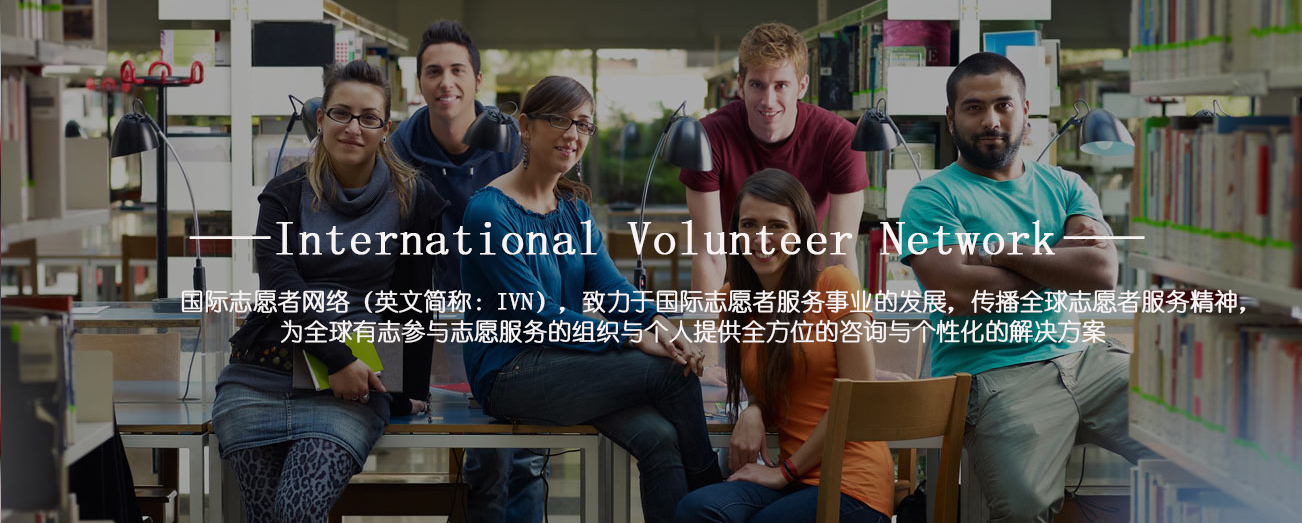 ——International Volunteer Network——
国际志愿者网络（英文简称：IVN），致力于国际志愿者服务事业的发展，传播全球志愿者服务精神，
为全球有志参与志愿服务的组织与个人提供全方位的咨询与个性化的解决方案